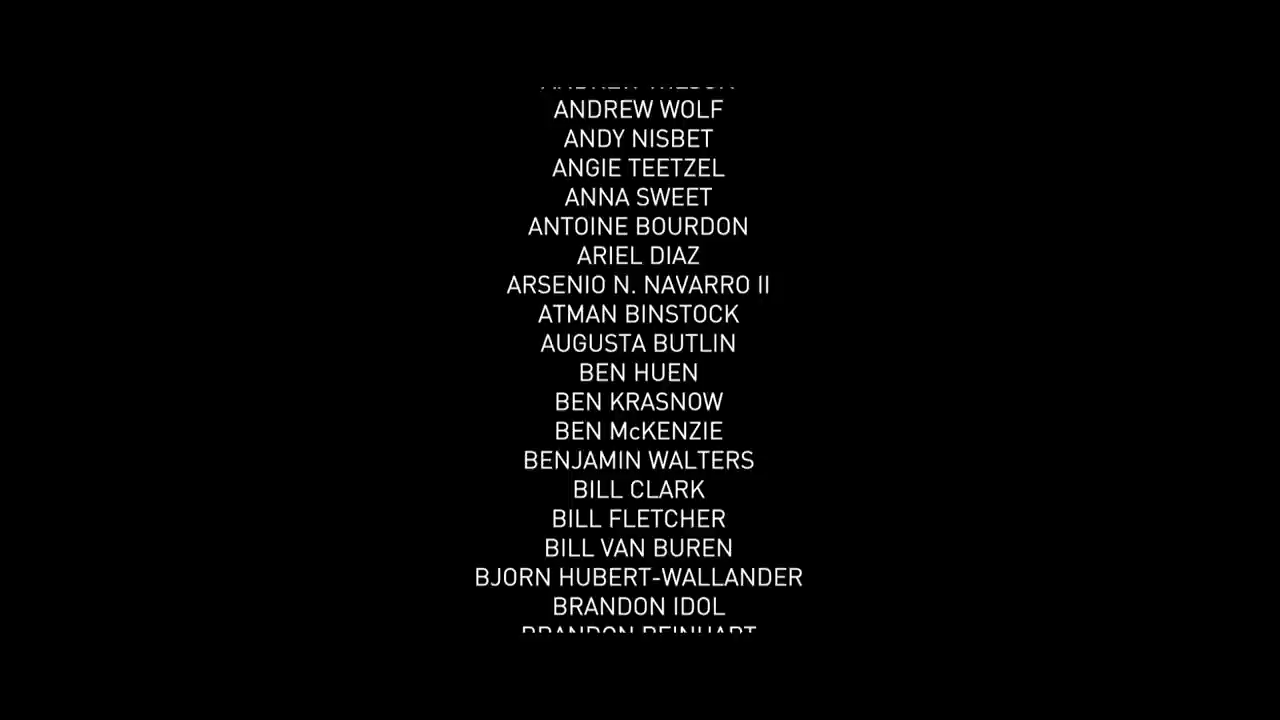 ANDREW WOLF
ANDY NISBET
ANGIE TEETZEL
ANNA SWEET
ANTOINE BOURDON
ARIEL DIAZ
ARSENIO N. NAVARRO II
ATMAN BINSTOCK
AUGUSTA BUTLIN
BEN HUEN
BEN KRASNOW
BEN McKENZIE
BENJAMIN WALTERS
BILL CLARK
BILL FLETCHER
BILL VAN BUREN
BJORN HUBERT-WALLANDER
BRANDON IDOL
BRANDON REINHART